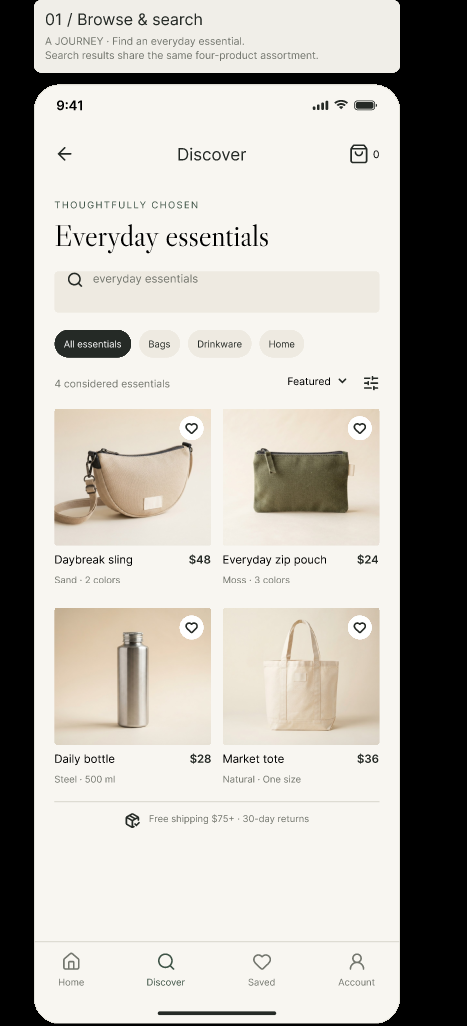 01 / Browse & search
A JOURNEY · Find an everyday essential.
Search results share the same four-product assortment.
9:41
Discover
0
THOUGHTFULLY CHOSEN
Everyday essentials
everyday essentials
All essentials
Bags
Drinkware
Home
4 considered essentials
Featured
Daybreak sling
$48
Sand · 2 colors
Everyday zip pouch
$24
Moss · 3 colors
Daily bottle
$28
Steel · 500 ml
Market tote
$36
Natural · One size
Free shipping $75+ · 30-day returns
Home
Discover
Saved
Account